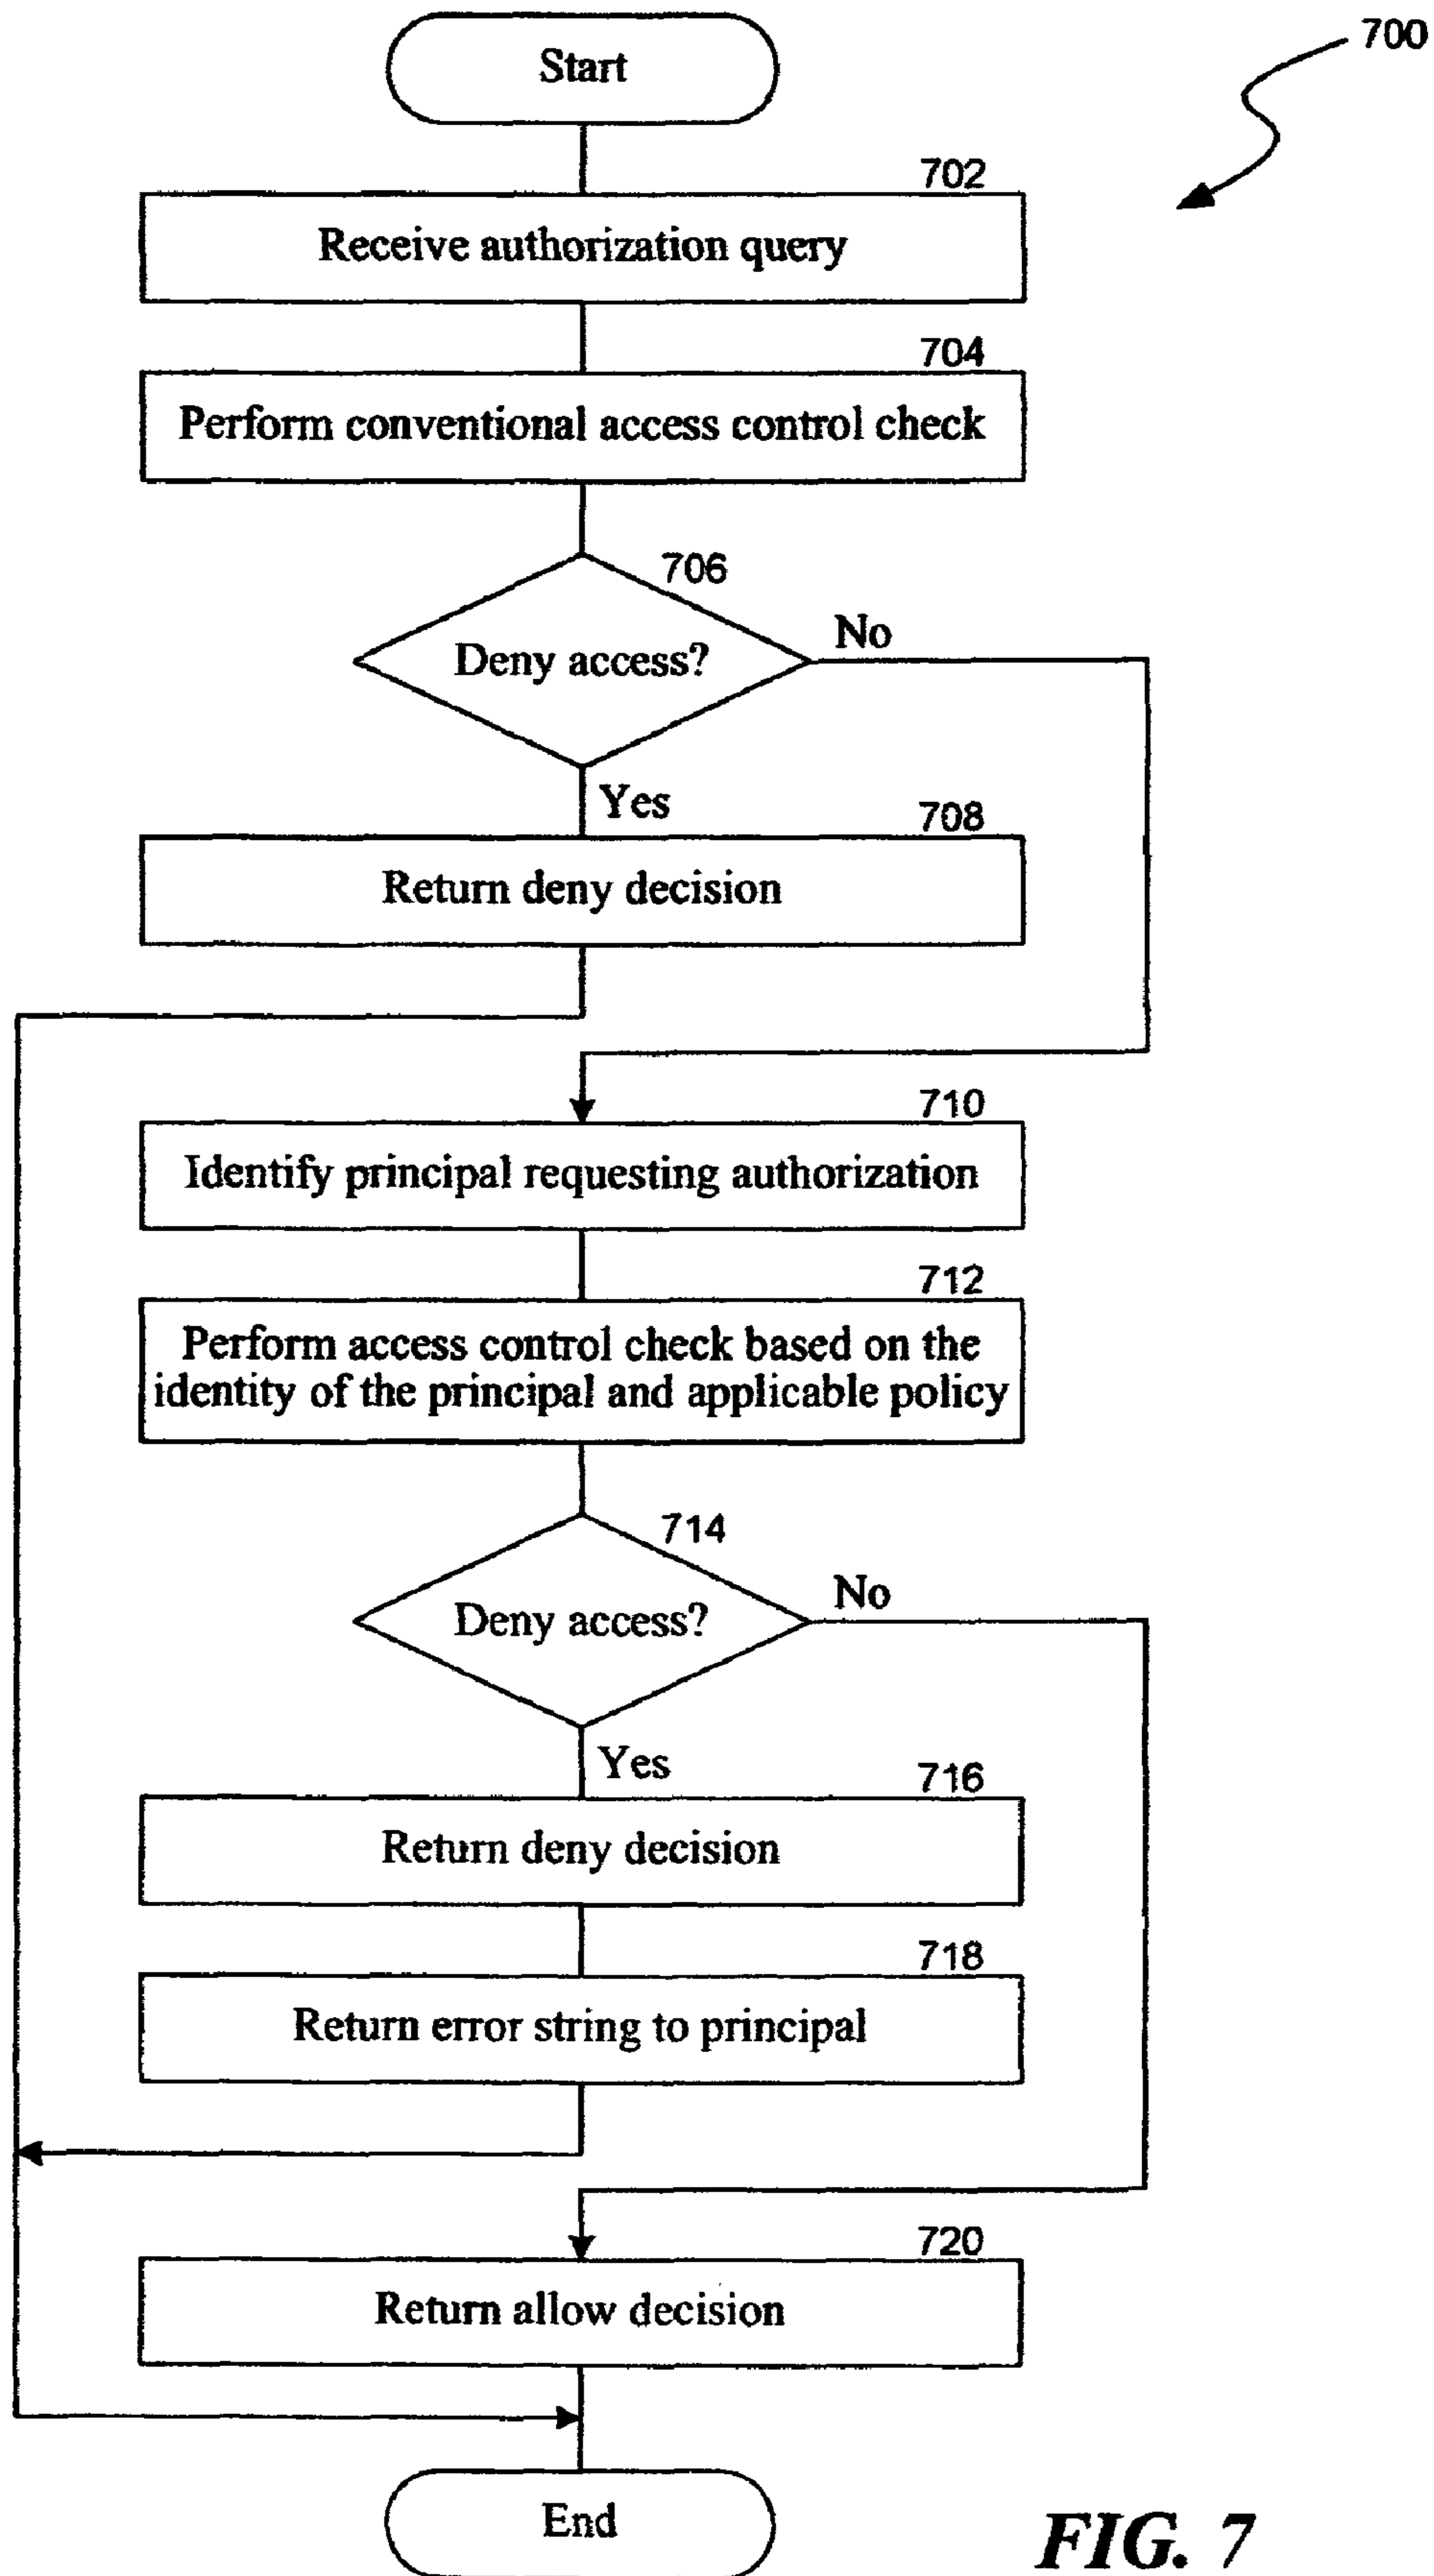 700
Start
702
Receive authorization query
704
Perform conventional access control check
706
Deny access?
No
Yes
708
Return deny decision
710
Identify principal requesting authorization
712
Perform access control check based on the
identity of the principal and applicable policy
714
Deny access?
No
Yes
716
Return deny decision
718
Return error string to principal
720
Return allow decision
End
FIG. 7